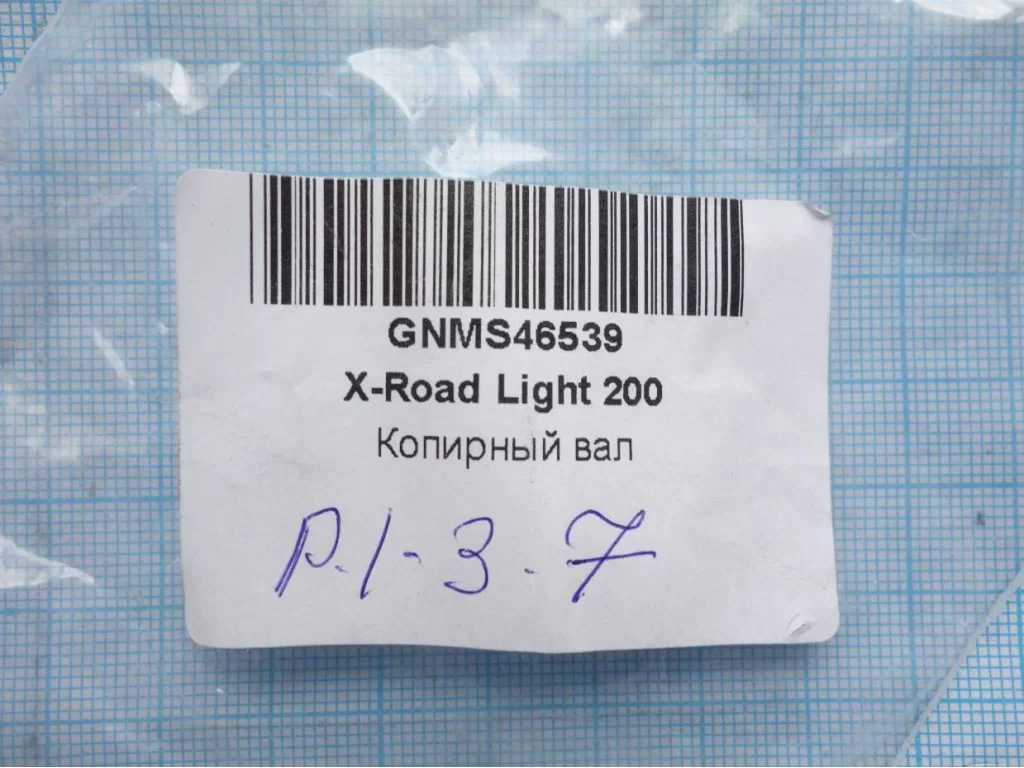 GNMS46539
X-Road Light 200
Копирный вал
P.1-3.7